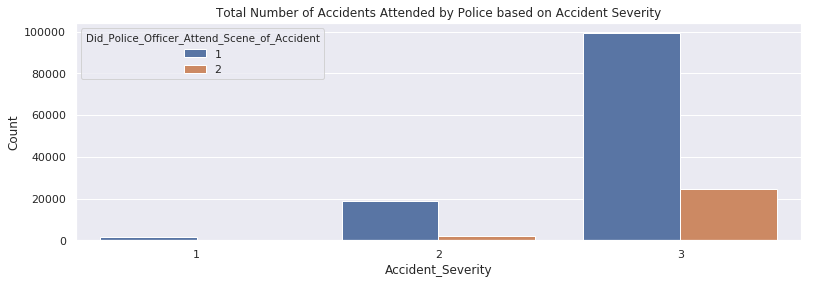 Total Number of Accidents Attended by Police based on Accident Severity
Did_Police_Officer_Attend_Scene_of_Accident
1
2
100000
80000
60000
40000
20000
0
Count
1 2 3
Accident_Severity